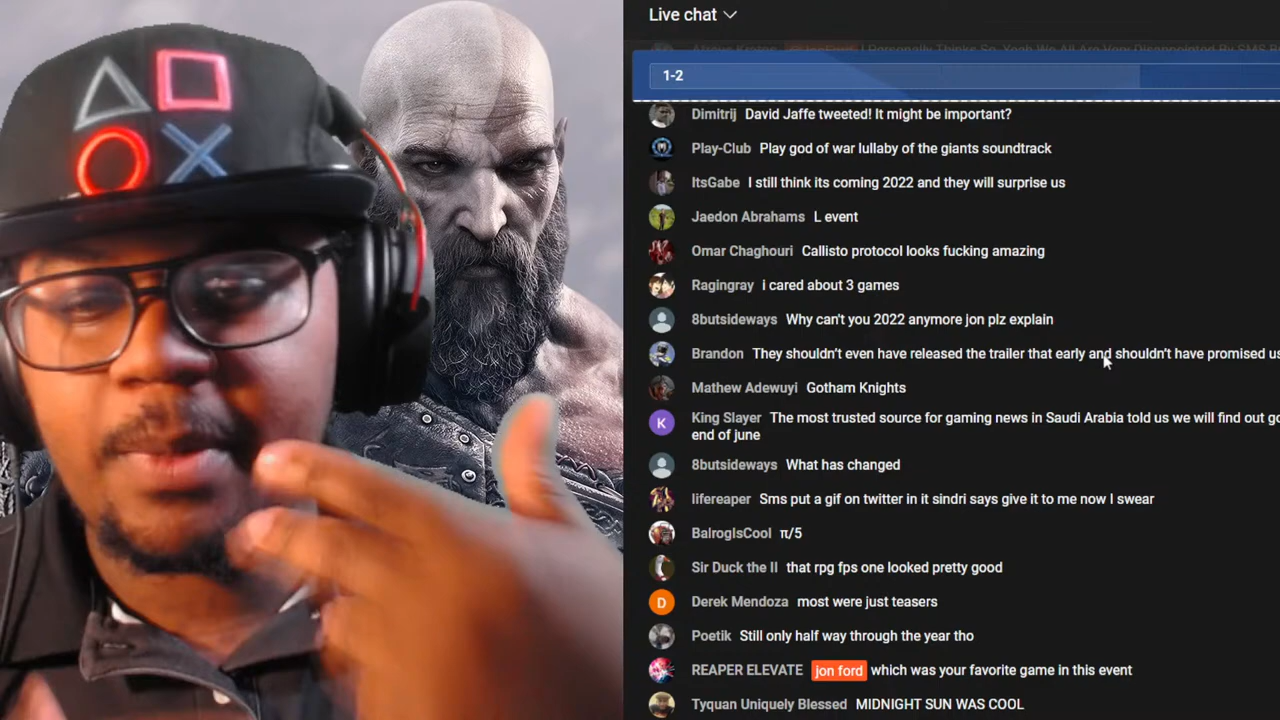 Live chat
1-2
Dimitrij David Jaffe tweeted! It might be important?
Play-Club Play god of war lullaby of the giants soundtrack
ItsGabe I still think its coming 2022 and they will surprise us
Jaedon Abrahams L event
Omar Chaghouri Callisto protocol looks fucking amazing
Ragingray i cared about 3 games
8butsideways Why can't you 2022 anymore jon plz explain
Brandon They shouldn't even have released the trailer that early and shouldn't have promised us
Mathew Adewuyi Gotham Knights
K King Slayer The most trusted source for gaming news in Saudi Arabia told us we will find out
end of june
8butsideways What has changed
lifereaper Sms put a gif on twitter in it sindri says give it to me now I swear
BalroglsCool π/5
Sir Duck the II that rpg fps one looked pretty good
D Derek Mendoza most were just teasers
Poetik Still only half way through the year tho
REAPER ELEVATE jon ford which was your favorite game in this event
Tyquan Uniquely Blessed MIDNIGHT SUN WAS COOL